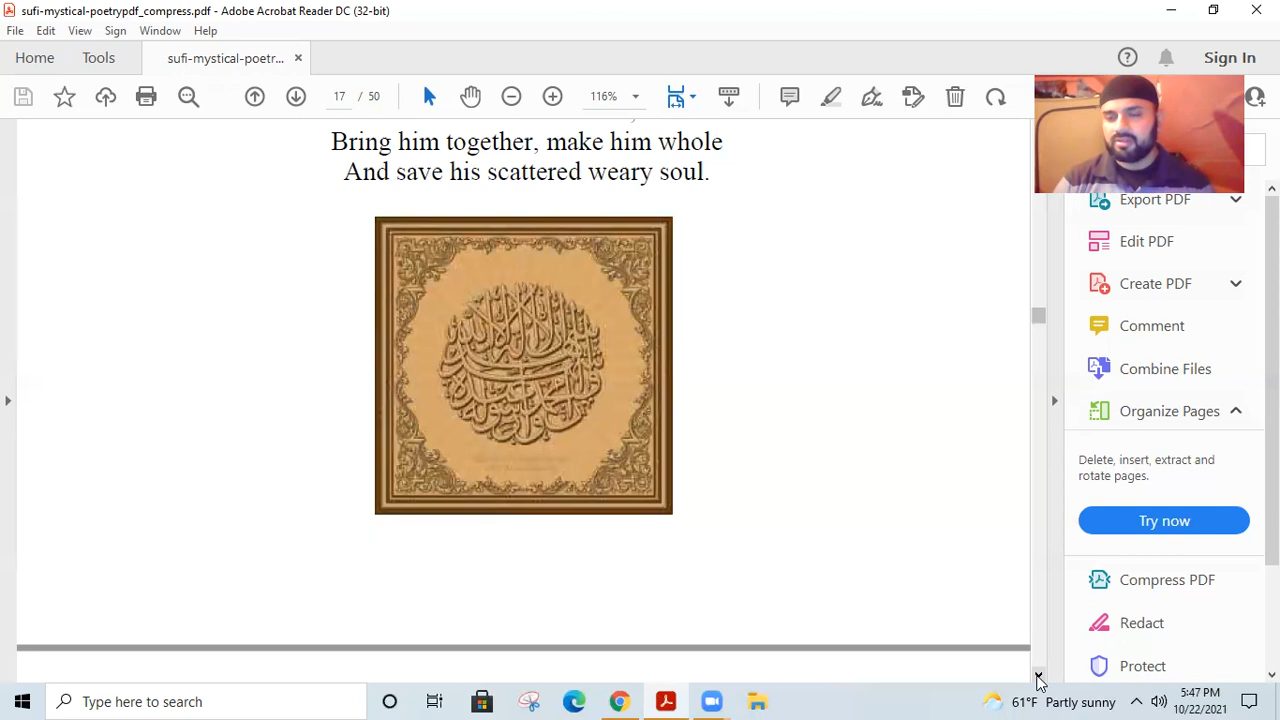 sufi-mystical-poetrypdf_compress.pdf - Adobe Acrobat Reader DC (32-bit)
File Edit View Sign Window Help
Home Tools sufi-mystical-poetr... Sign In
17 / 50 116%
Bring him together, make him whole
And save his scattered weary soul.
Export PDF
Edit PDF
Create PDF
Comment
Combine Files
Organize Pages
Delete, insert, extract and
rotate pages.
Try now
Compress PDF
Redact
Protect
Type here to search
61°F Partly sunny
5:47 PM
10/22/2021